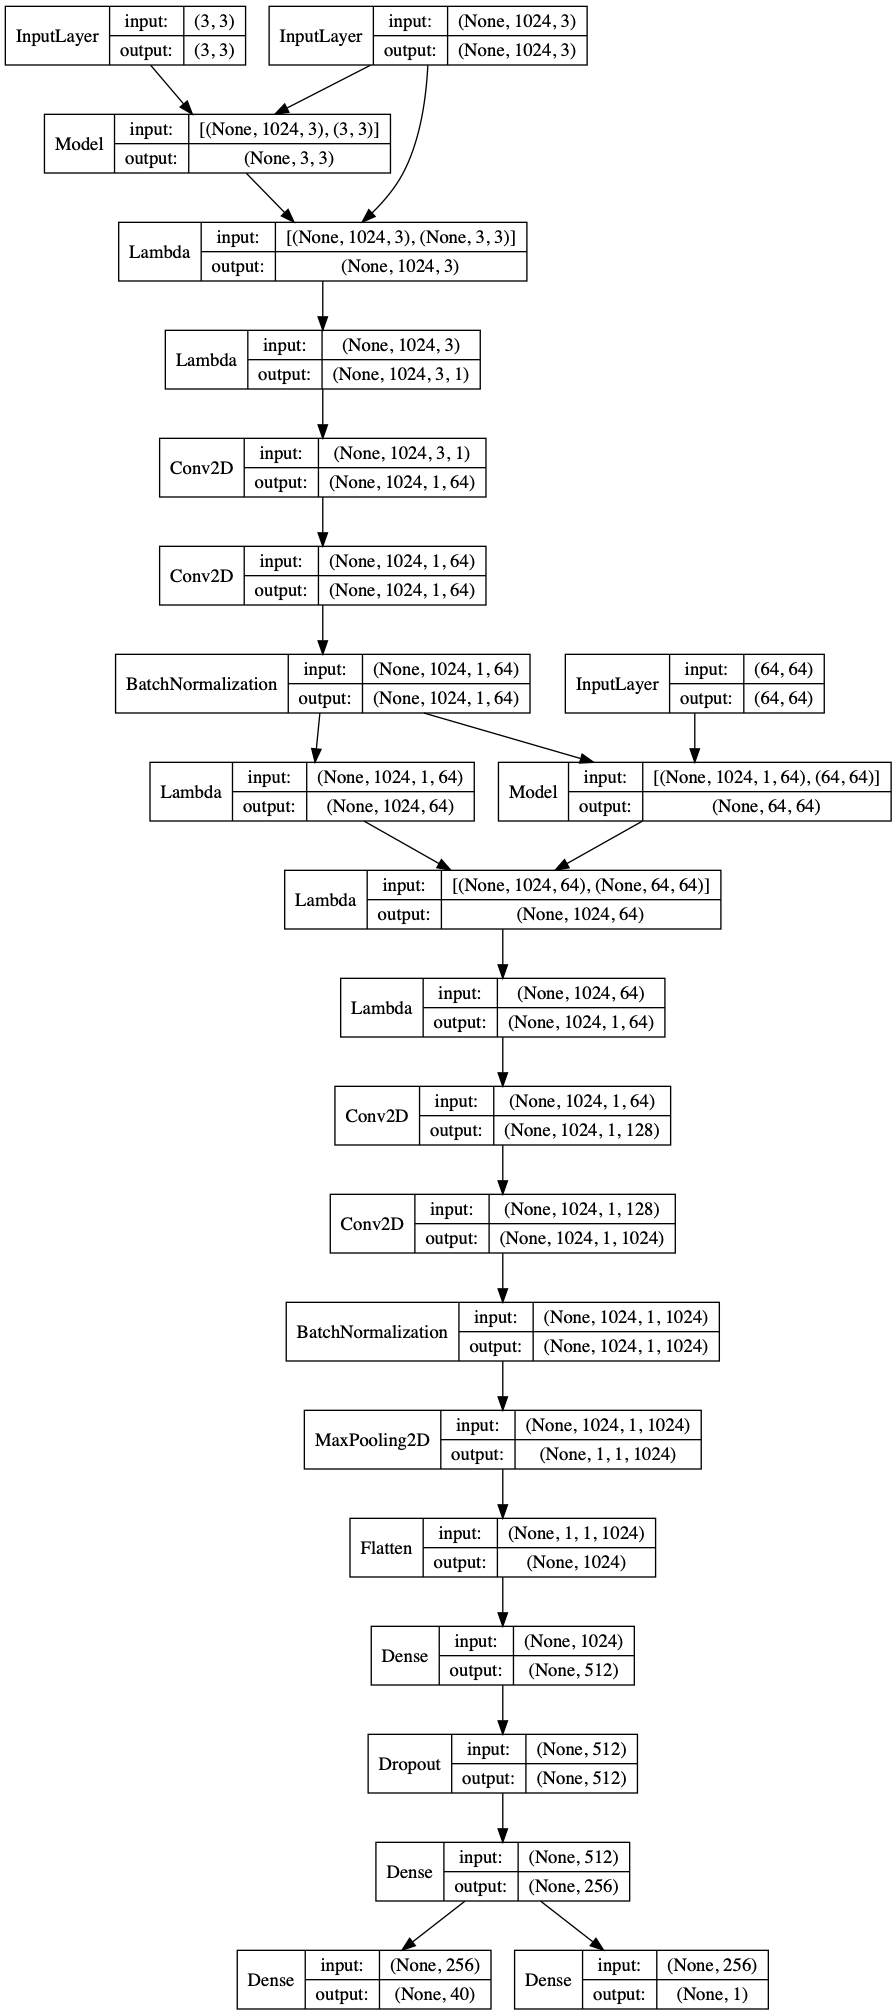 InputLayer input: (3, 3)
output: (3, 3)
InputLayer input: (None, 1024, 3)
output: (None, 1024, 3)
Model input: [(None, 1024, 3), (3, 3)]
output: (None, 3, 3)
Lambda input: [(None, 1024, 3), (None, 3, 3)]
output: (None, 1024, 3)
Lambda input: (None, 1024, 3)
output: (None, 1024, 3, 1)
Conv2D input: (None, 1024, 3, 1)
output: (None, 1024, 1, 64)
Conv2D input: (None, 1024, 1, 64)
output: (None, 1024, 1, 64)
BatchNormalization input: (None, 1024, 1, 64)
output: (None, 1024, 1, 64)
InputLayer input: (64, 64)
output: (64, 64)
Lambda input: (None, 1024, 1, 64)
output: (None, 1024, 64)
Model input: [(None, 1024, 1, 64), (64, 64)]
output: (None, 64, 64)
Lambda input: [(None, 1024, 64), (None, 64, 64)]
output: (None, 1024, 64)
Lambda input: (None, 1024, 64)
output: (None, 1024, 1, 64)
Conv2D input: (None, 1024, 1, 64)
output: (None, 1024, 1, 128)
Conv2D input: (None, 1024, 1, 128)
output: (None, 1024, 1, 1024)
BatchNormalization input: (None, 1024, 1, 1024)
output: (None, 1024, 1, 1024)
MaxPooling2D input: (None, 1024, 1, 1024)
output: (None, 1, 1, 1024)
Flatten input: (None, 1, 1, 1024)
output: (None, 1024)
Dense input: (None, 1024)
output: (None, 512)
Dropout input: (None, 512)
output: (None, 512)
Dense input: (None, 512)
output: (None, 256)
Dense input: (None, 256)
output: (None, 40)
Dense input: (None, 256)
output: (None, 1)